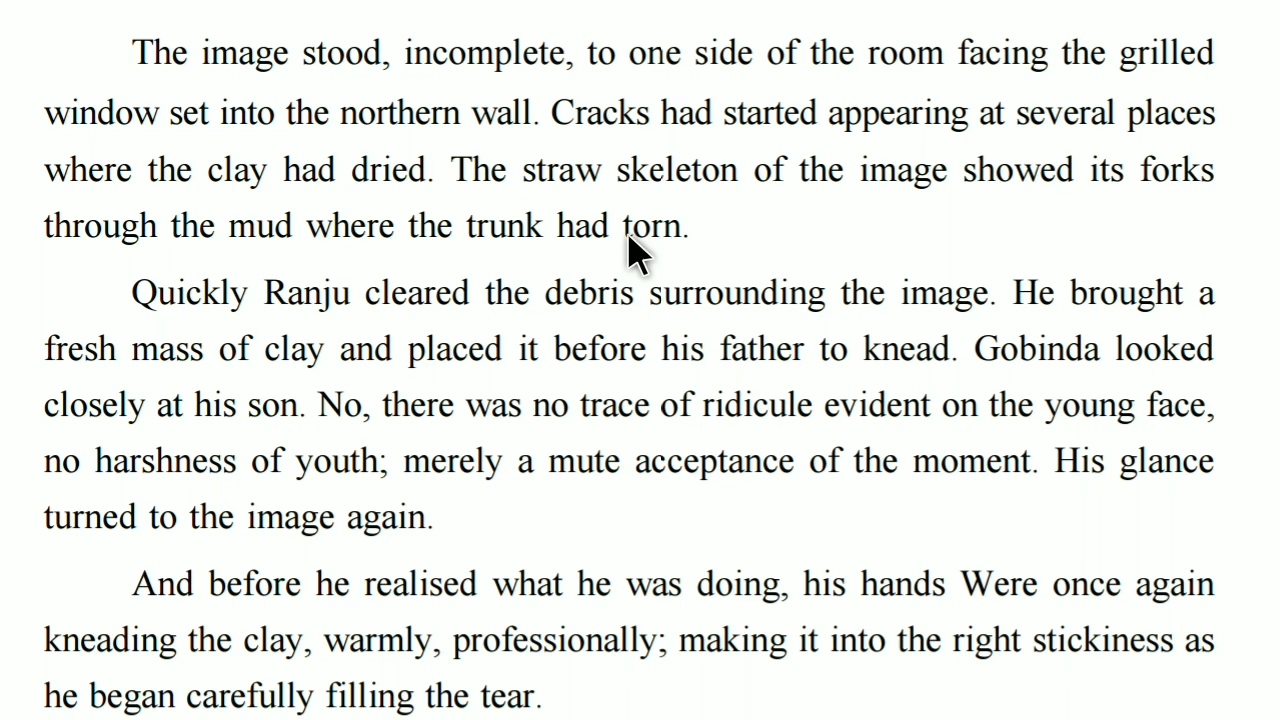 The image stood, incomplete, to one side of the room facing the grilled
window set into the northern wall. Cracks had started appearing at several places
where the clay had dried. The straw skeleton of the image showed its forks
through the mud where the trunk had torn.
Quickly Ranju cleared the debris surrounding the image. He brought a
fresh mass of clay and placed it before his father to knead. Gobinda looked
closely at his son. No, there was no trace of ridicule evident on the young face,
no harshness of youth; merely a mute acceptance of the moment. His glance
turned to the image again.
And before he realised what he was doing, his hands Were once again
kneading the clay, warmly, professionally; making it into the right stickiness as
he began carefully filling the tear.